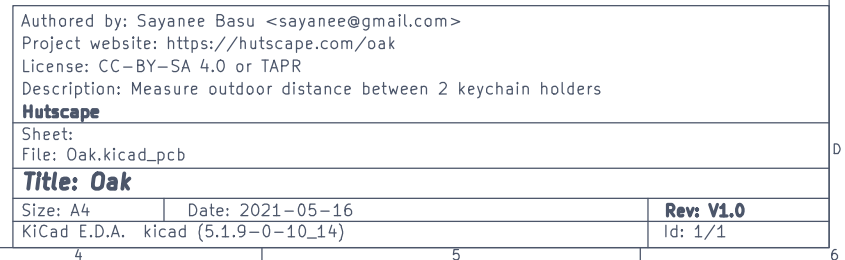 Authored by: Sayanee Basu <sayanee@gmail.com>
Project website: https://hutscape.com/oak
License: CC-BY-SA 4.0 or TAPR
Description: Measure outdoor distance between 2 keychain holders
Hutscape
Sheet:
File: Oak.kicad_pcb
D
Title: Oak
Size: A4 Date: 2021-05-16 Rev: V1.0
KiCad E.D.A. kicad (5.1.9-0-10_14) Id: 1/1
4 5 6